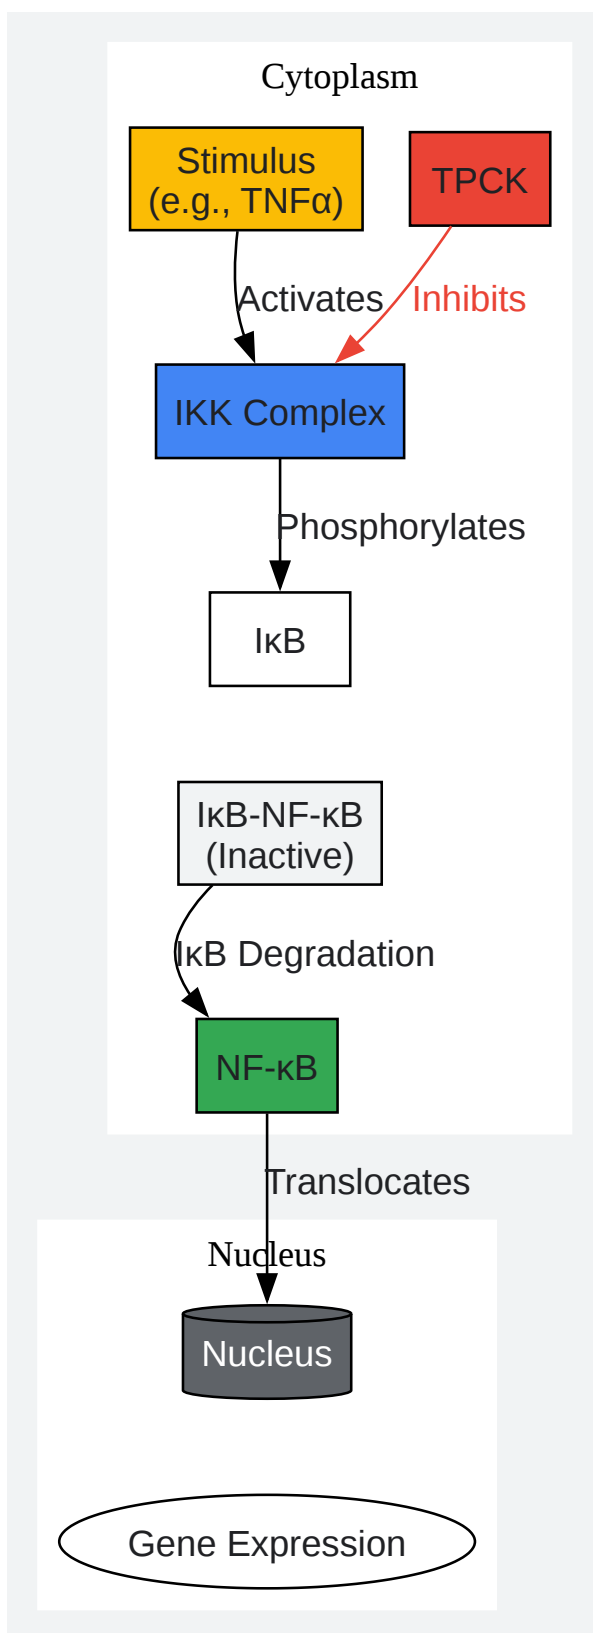 Cytoplasm
Stimulus
(e.g., TNFα)
TPCK
Activates
Inhibits
IKK Complex
Phosphorylates
IκB
IκB-NF-κB
(Inactive)
IκB Degradation
NF-κB
Translocates
Nucleus
Nucleus
Gene Expression